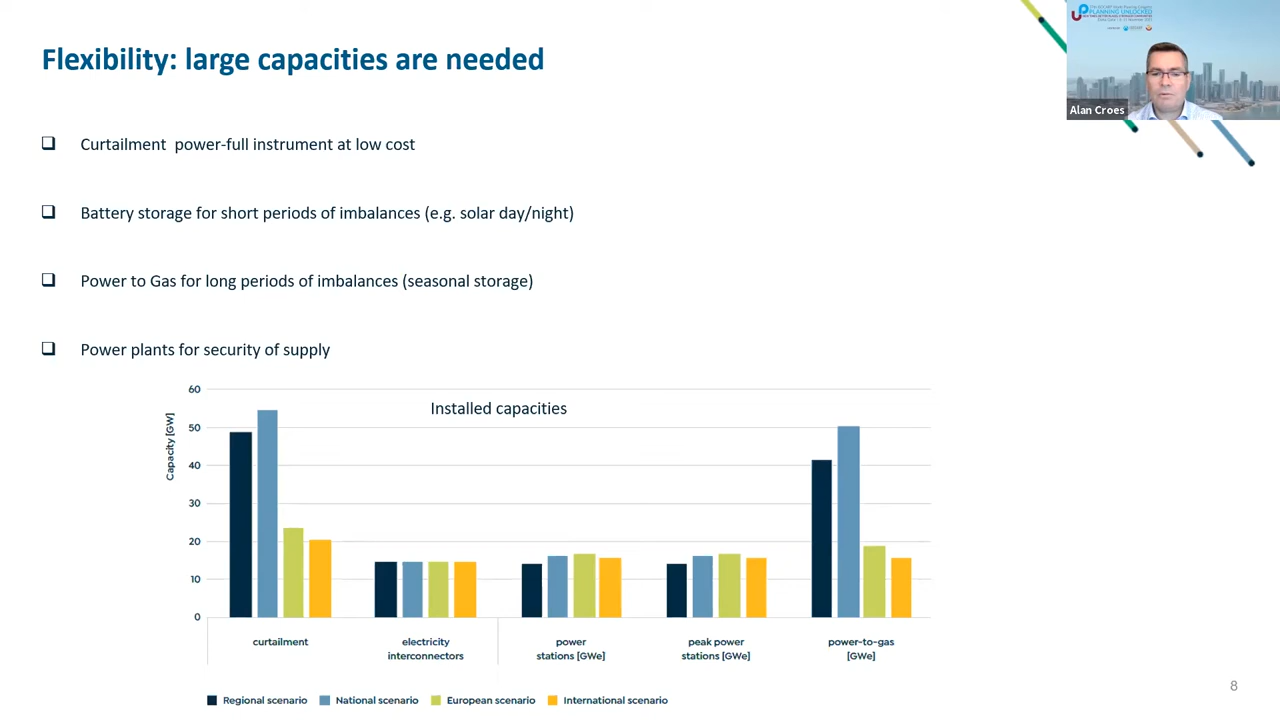 Flexibility: large capacities are needed
PLANNING UNLOCKED
Alan Croes
❑ Curtailment power-full instrument at low cost
❑ Battery storage for short periods of imbalances (e.g. solar day/night)
❑ Power to Gas for long periods of imbalances (seasonal storage)
❑ Power plants for security of supply
Installed capacities
Capacity [GW]
60
50
40
30
20
10
0
curtailment
electricity
interconnectors
power
stations [GWe]
peak power
stations [GWe]
power-to-gas
[GWe]
Regional scenario National scenario European scenario International scenario
8